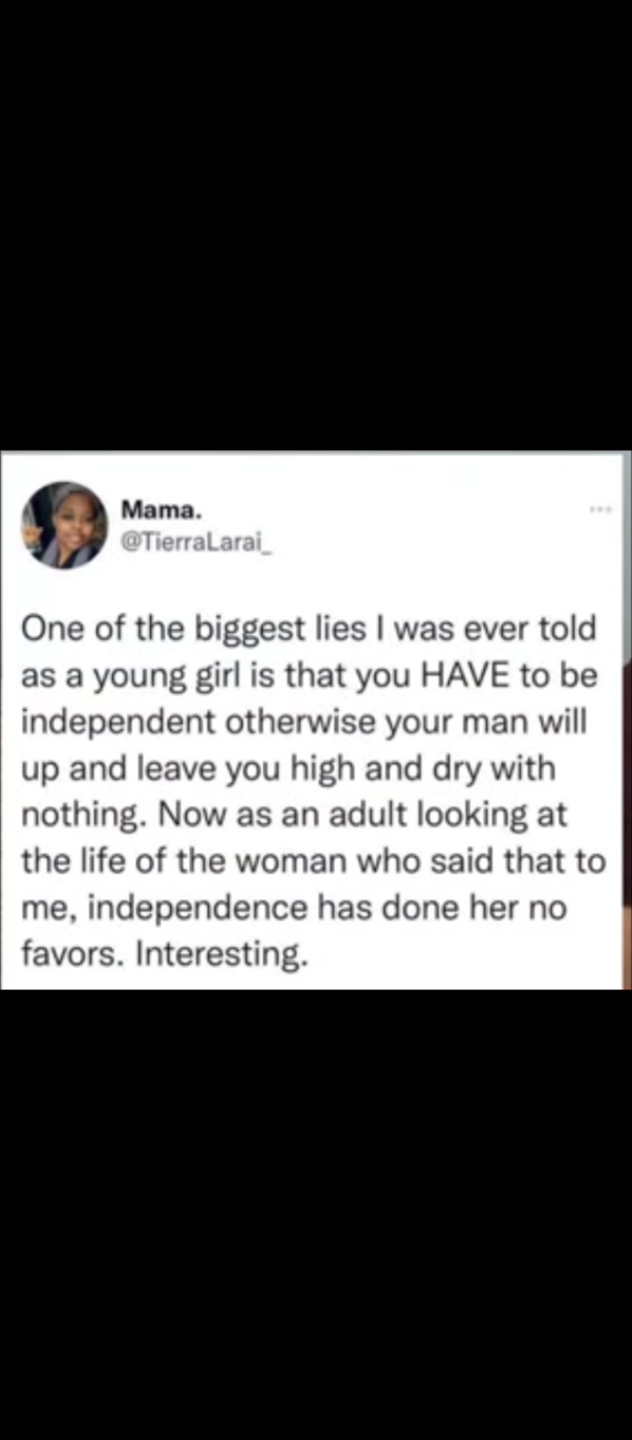 Mama.
@TierraLarai_
One of the biggest lies I was ever told
as a young girl is that you HAVE to be
independent otherwise your man will
up and leave you high and dry with
nothing. Now as an adult looking at
the life of the woman who said that to
me, independence has done her no
favors. Interesting.